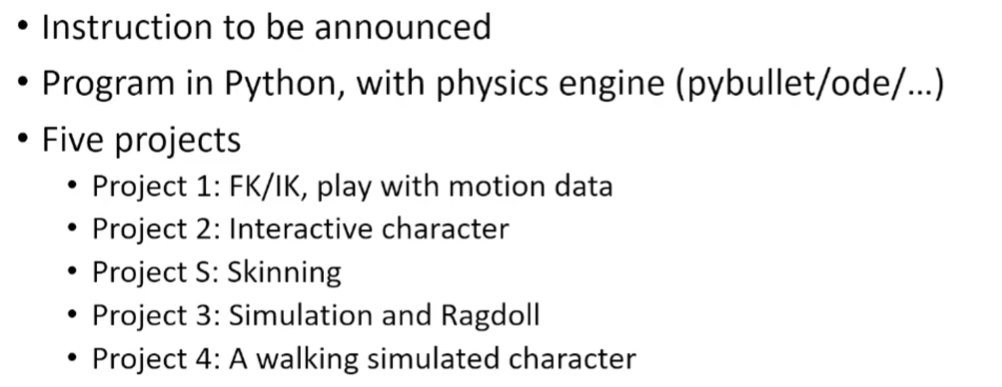 • Instruction to be announced
• Program in Python, with physics engine (pybullet/ode/...)
• Five projects
• Project 1: FK/IK, play with motion data
• Project 2: Interactive character
• Project S: Skinning
• Project 3: Simulation and Ragdoll
• Project 4: A walking simulated character